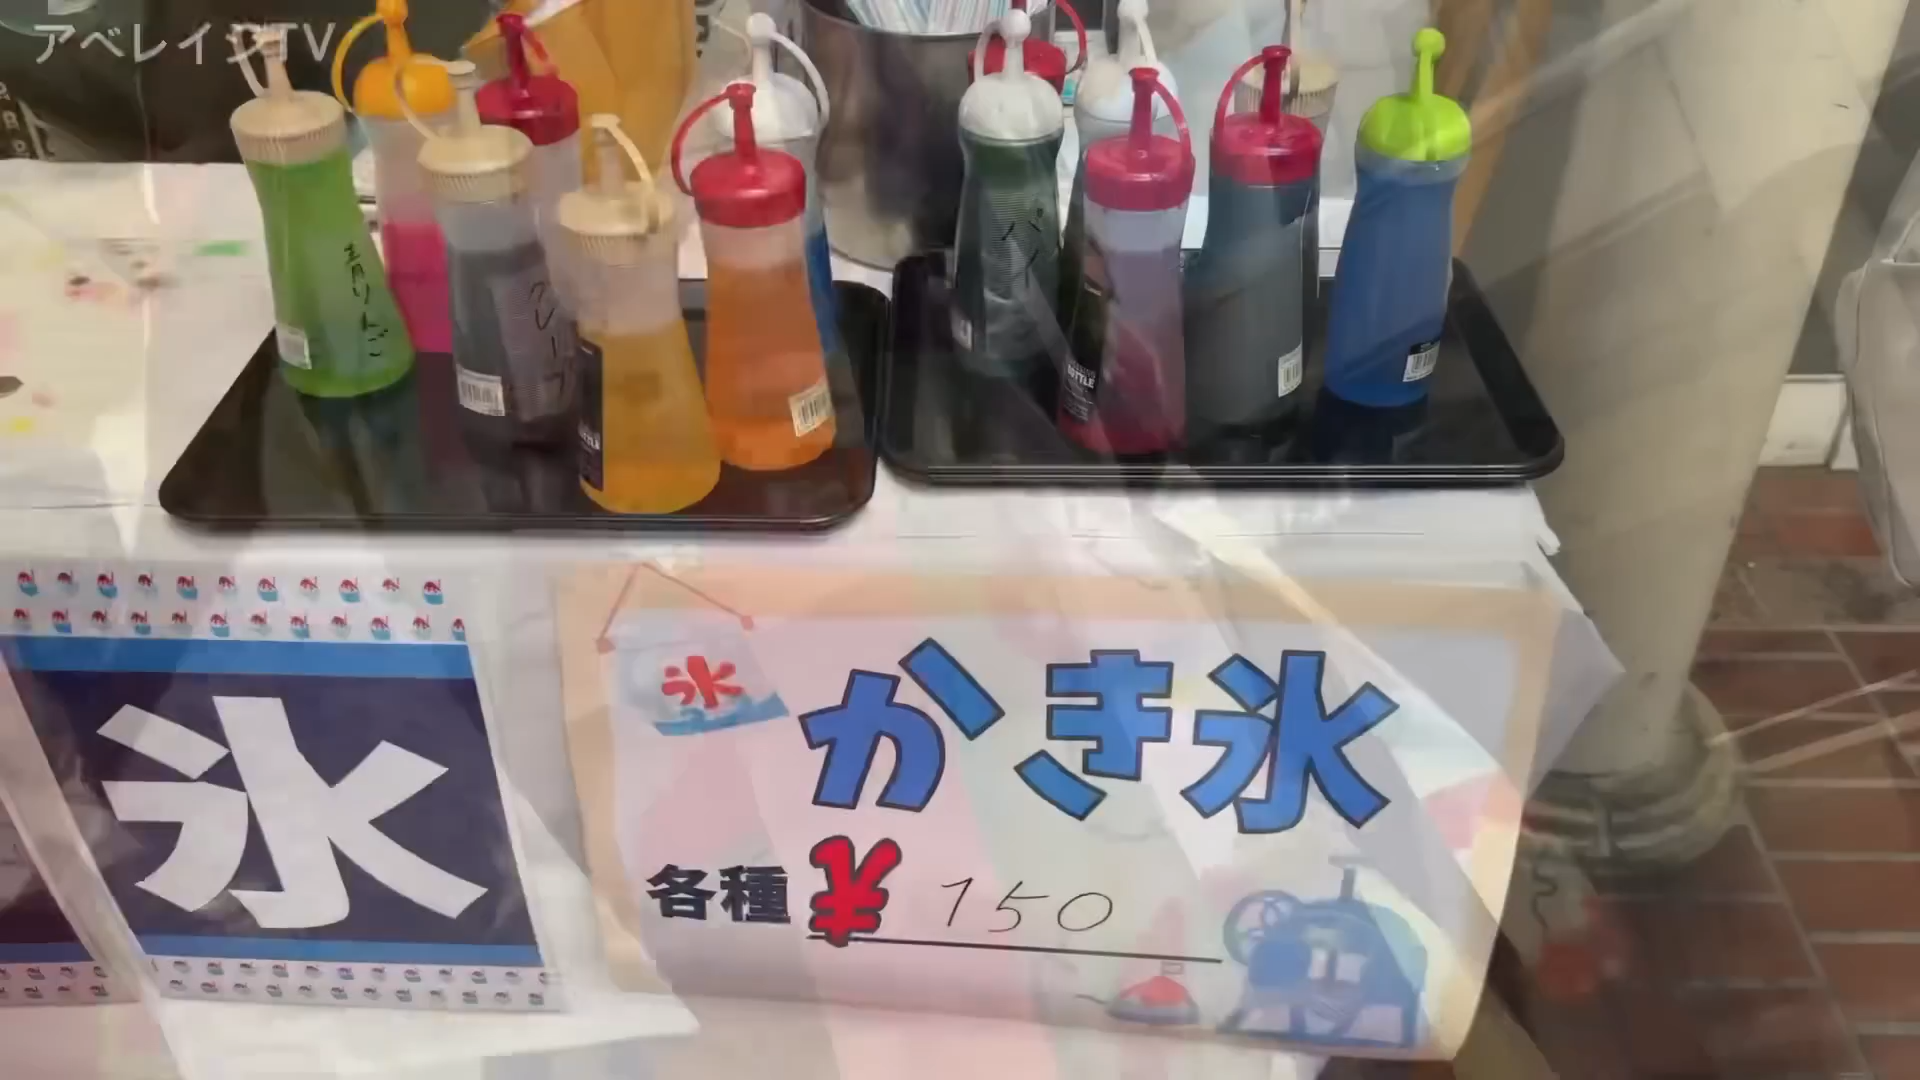 アベレイジTV
青りんご
グレープ
氷
氷
かき氷
各種 ¥ 150